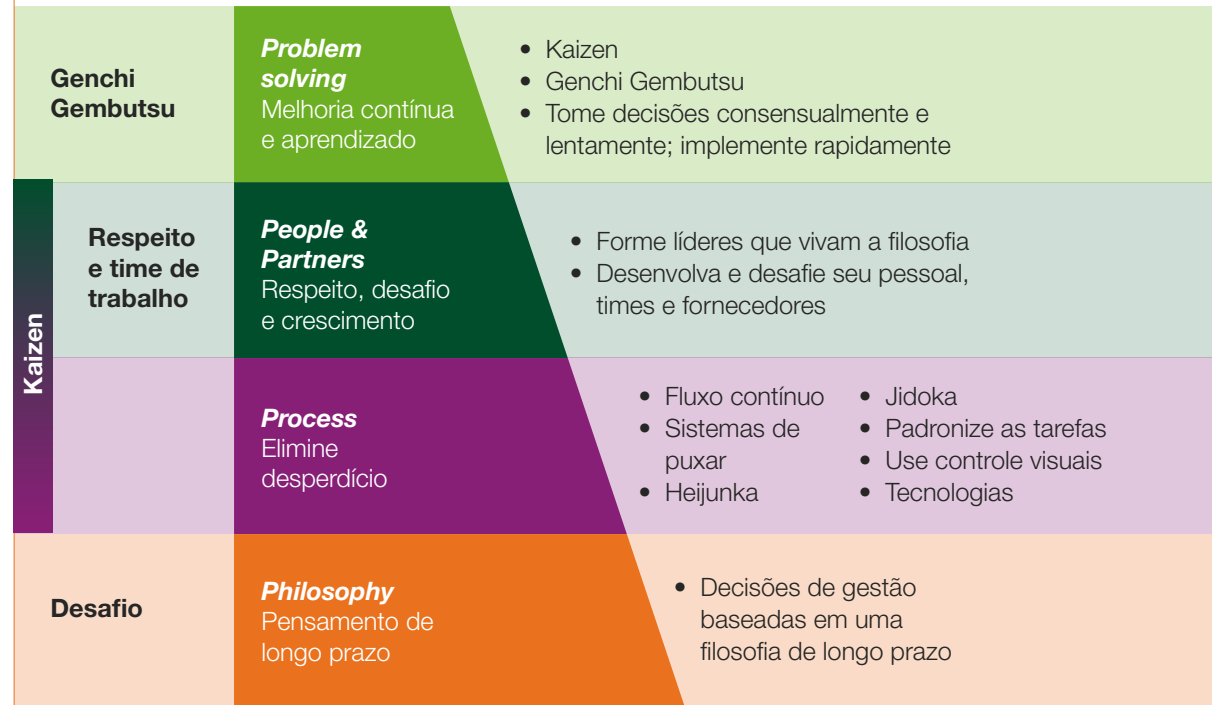 Genchi
Gembutsu
Problem
solving
Melhoria contínua
e aprendizado
• Kaizen
• Genchi Gembutsu
• Tome decisões consensualmente e
lentamente; implemente rapidamente
Kaizen
Respeito
e time de
trabalho
People &
Partners
Respeito, desafio
e crescimento
• Forme líderes que vivam a filosofia
• Desenvolva e desafie seu pessoal,
times e fornecedores
Process
Elimine
desperdício
• Fluxo contínuo
• Sistemas de
puxar
• Heijunka
• Jidoka
• Padronize as tarefas
• Use controle visuais
• Tecnologias
Desafio
Philosophy
Pensamento de
longo prazo
• Decisões de gestão
baseadas em uma
filosofia de longo prazo